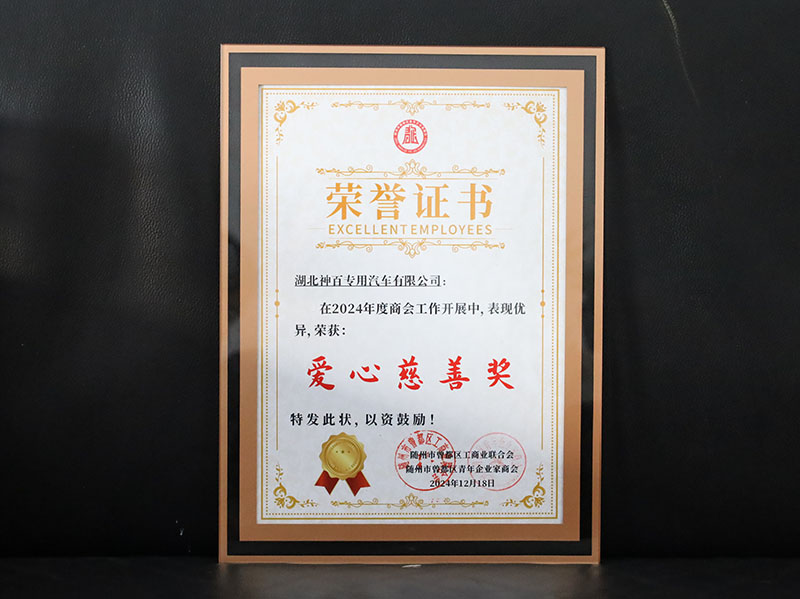 荣誉证书
EXCELLENT EMPLOYEES
湖北神百专用汽车有限公司：
在2024年度商会工作开展中，表现优
异，荣获：
爱心慈善奖
特发此状，以资鼓励！
随州市曾都区工商业联合会
随州市曾都区青年企业家商会
2024年12月18日